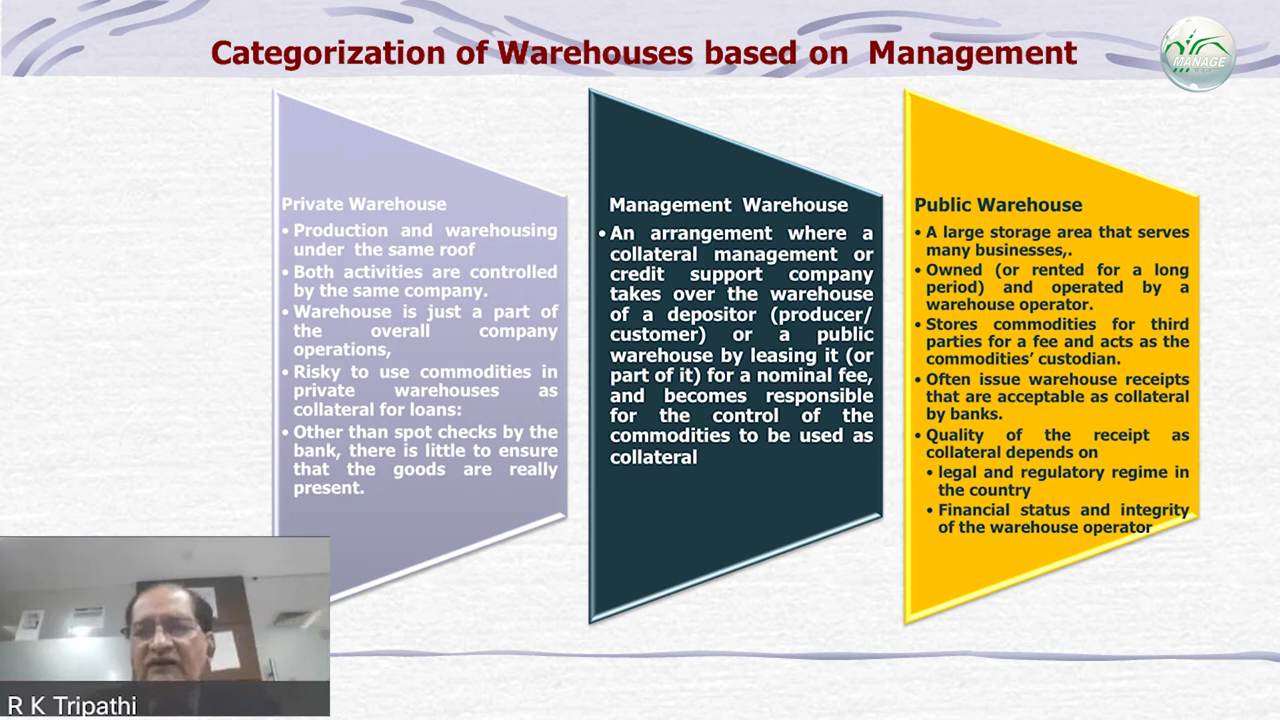 Categorization of Warehouses based on Management
MANAGE
Private Warehouse
• Production and warehousing
under the same roof
• Both activities are controlled
by the same company.
• Warehouse is just a part of
the overall company
operations,
• Risky to use commodities in
private warehouses as
collateral for loans:
• Other than spot checks by the
bank, there is little to ensure
that the goods are really
present.
Management Warehouse
• An arrangement where a
collateral management or
credit support company
takes over the warehouse
of a depositor (producer/
customer) or a public
warehouse by leasing it (or
part of it) for a nominal fee,
and becomes responsible
for the control of the
commodities to be used as
collateral
Public Warehouse
• A large storage area that serves
many businesses,.
• Owned (or rented for a long
period) and operated by a
warehouse operator.
• Stores commodities for third
parties for a fee and acts as the
commodities’ custodian.
• Often issue warehouse receipts
that are acceptable as collateral
by banks.
• Quality of the receipt as
collateral depends on
• legal and regulatory regime in
the country
• Financial status and integrity
of the warehouse operator
R K Tripathi